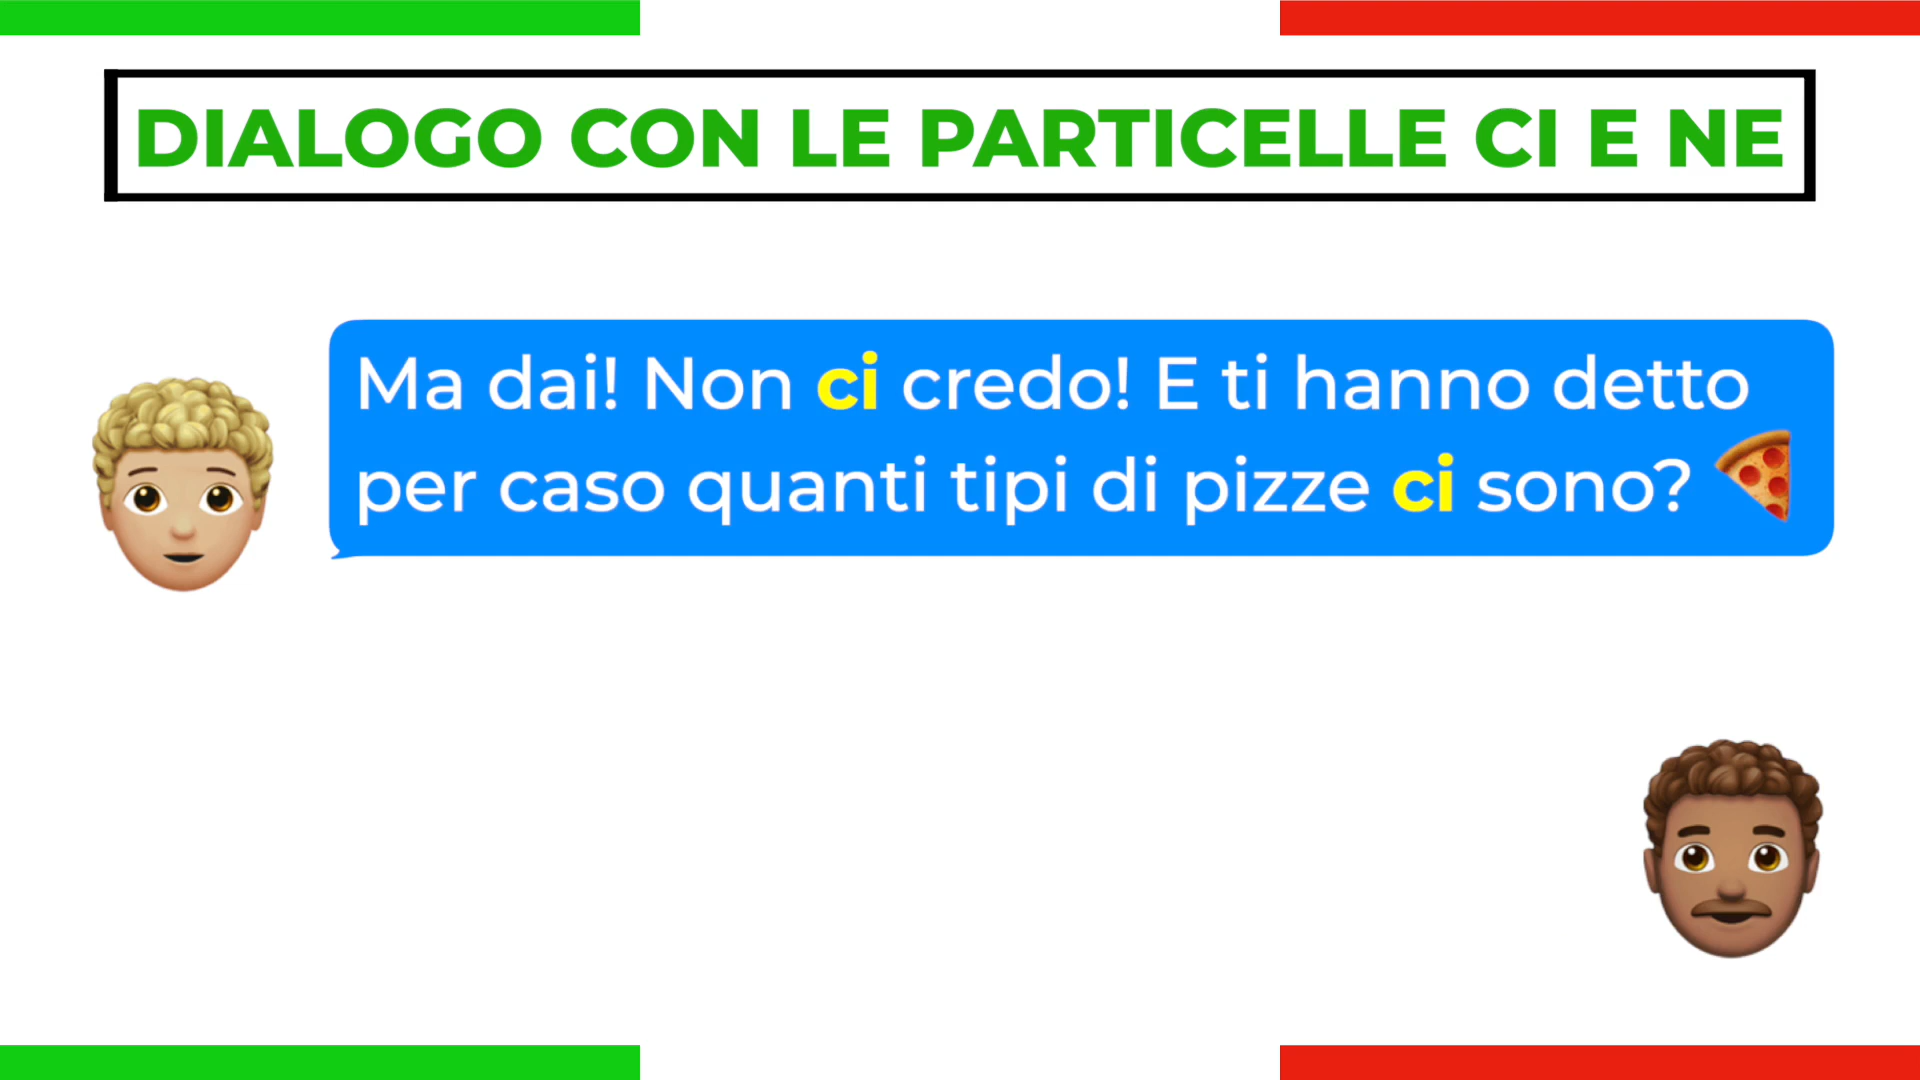 DIALOGO CON LE PARTICELLE CI E NE
Ma dai! Non ci credo! E ti hanno detto
per caso quanti tipi di pizze ci sono? 🍕